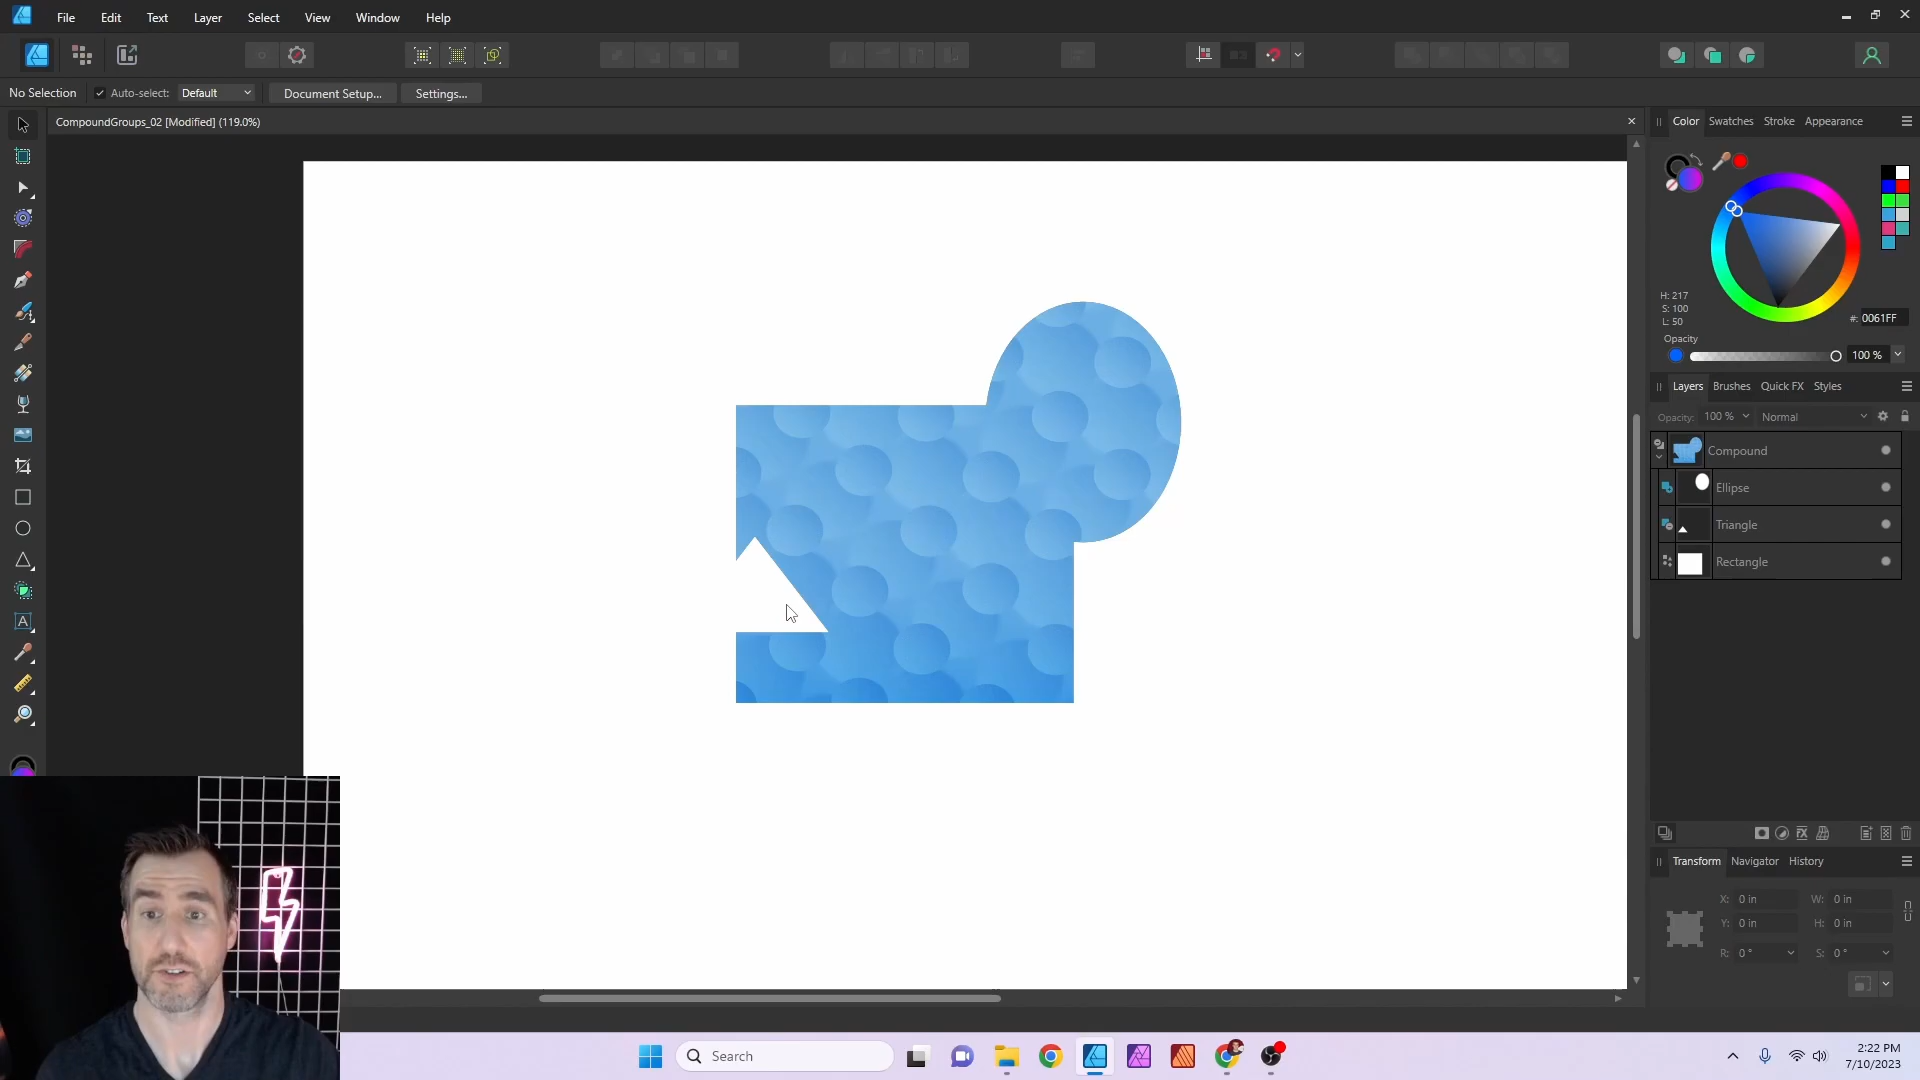 File Edit Text Layer Select View Window Help
No Selection Auto-select: Default Document Setup... Settings...
CompoundGroups_02 [Modified] (119.0%)
Color Swatches Stroke Appearance
H: 217
S: 100
L: 50
#: 0061FF
Opacity
100 %
Layers Brushes Quick FX Styles
Opacity: 100 % Normal
Compound
Ellipse
Triangle
Rectangle
Transform Navigator History
X: 0 in W: 0 in
Y: 0 in H: 0 in
R: 0 ° S: 0 °
Search
2:22 PM
7/10/2023